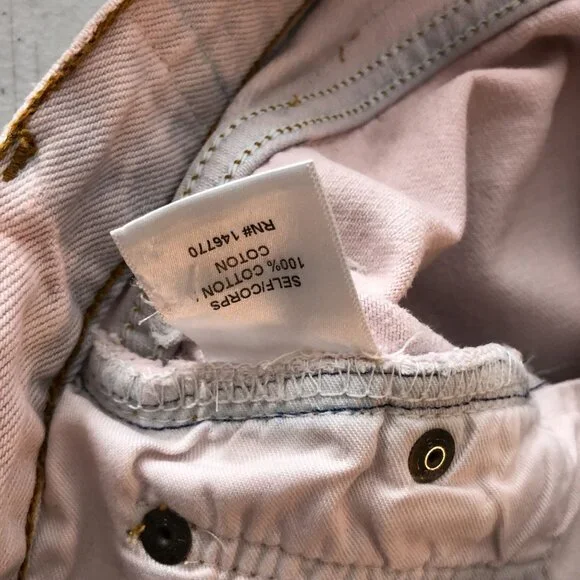 SELF/CORPS
100% COTTON
COTON
RN# 146770